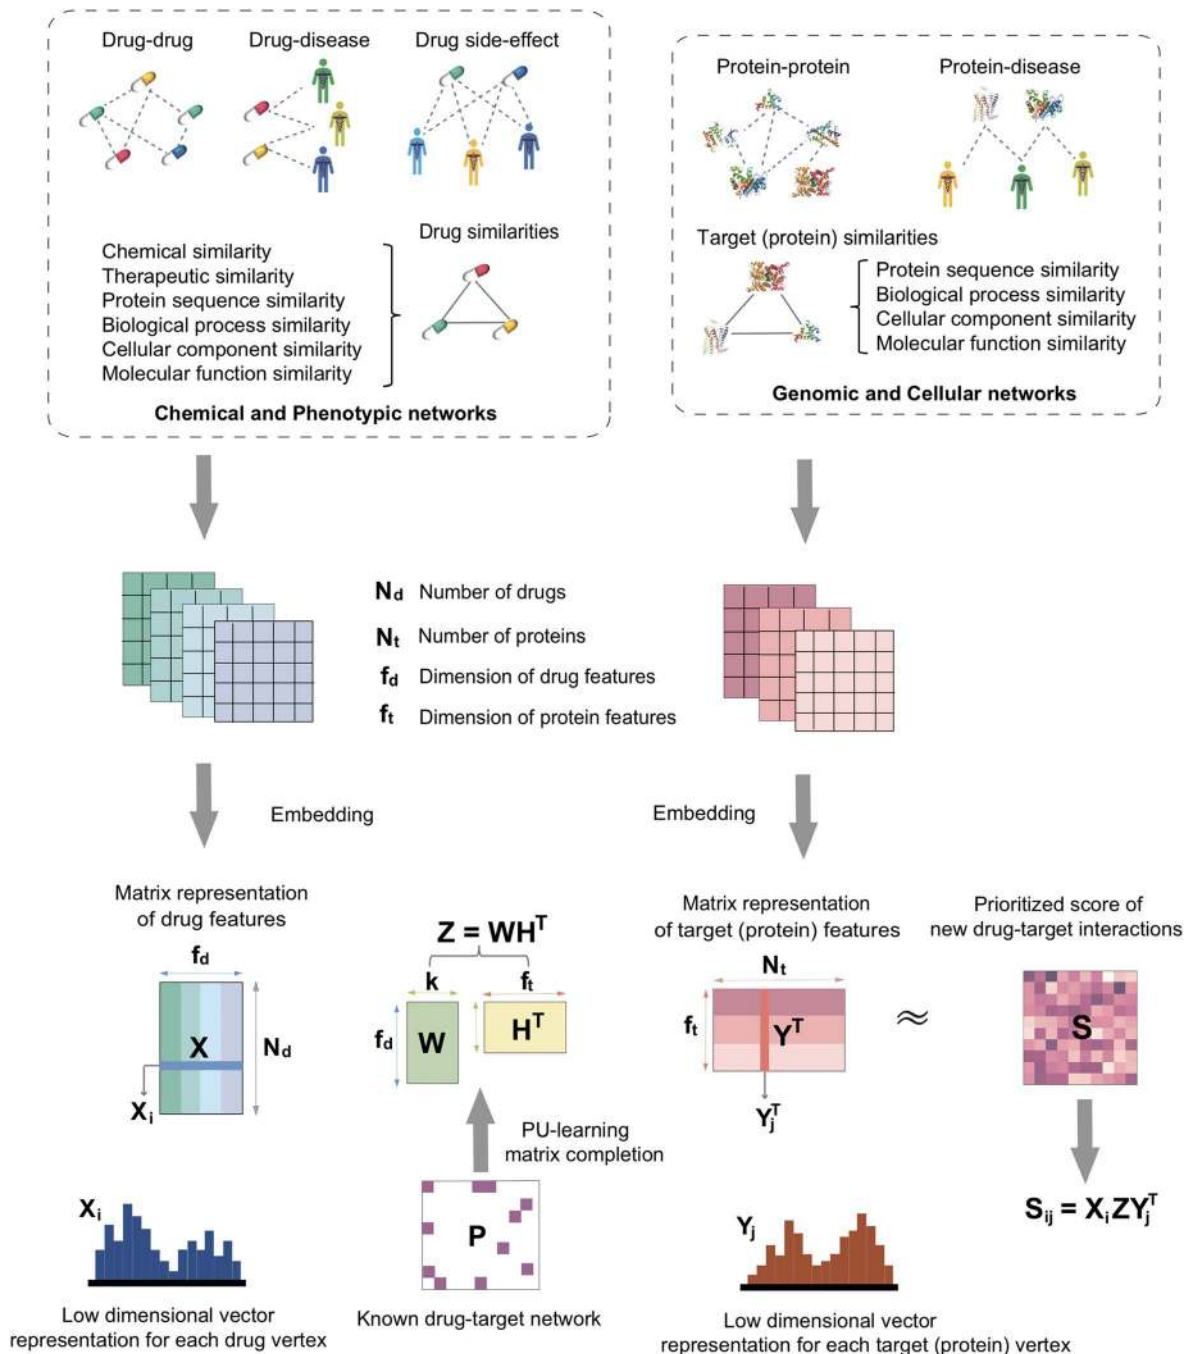 Drug-drug
Drug-disease
Drug side-effect
Chemical similarity
Therapeutic similarity
Protein sequence similarity
Biological process similarity
Cellular component similarity
Molecular function similarity
Drug similarities
Chemical and Phenotypic networks
Protein-protein
Protein-disease
Target (protein) similarities
Protein sequence similarity
Biological process similarity
Cellular component similarity
Molecular function similarity
Genomic and Cellular networks
Nd Number of drugs
Nt Number of proteins
fd Dimension of drug features
ft Dimension of protein features
Embedding
Embedding
Matrix representation
of drug features
fd
X
Nd
Xi
Z = WHᵀ
k
ft
fd
W
Hᵀ
PU-learning
matrix completion
P
Known drug-target network
Matrix representation
of target (protein) features
Nt
ft
Yᵀ
Yjᵀ
≈
Prioritized score of
new drug-target interactions
S
Sij = XiZYjᵀ
Xi
Low dimensional vector
representation for each drug vertex
Yj
Low dimensional vector
representation for each target (protein) vertex